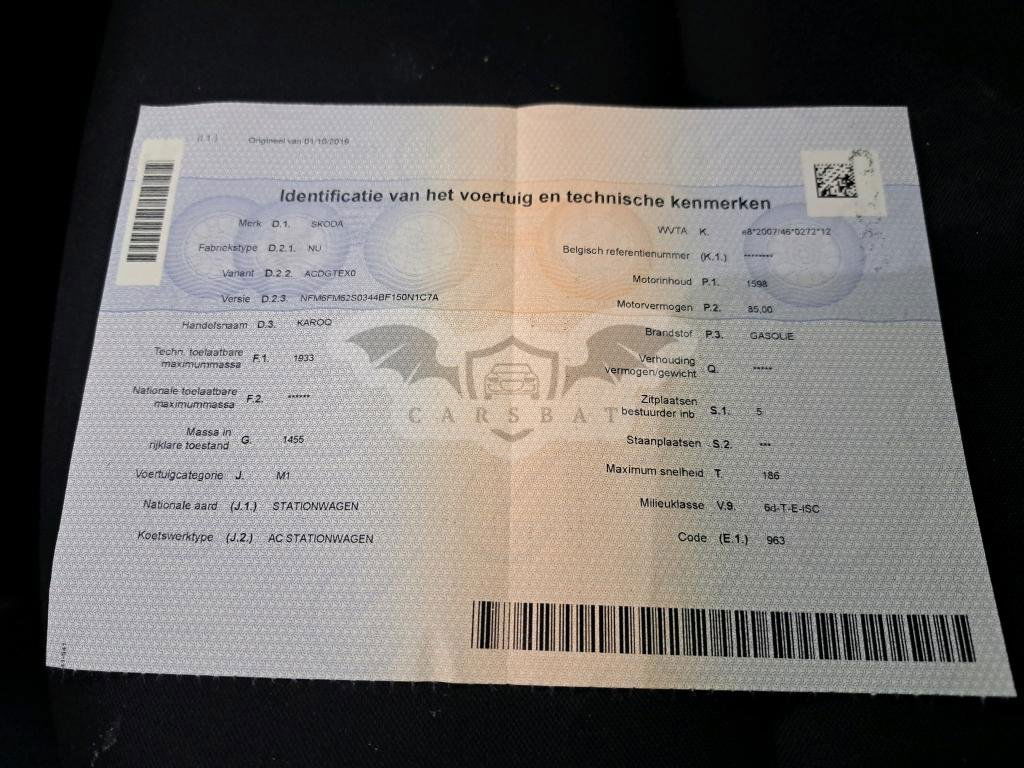 (I.1.) Origineel van 01/10/2019
Identificatie van het voertuig en technische kenmerken
Merk D.1. SKODA
Fabriekstype D.2.1. NU
Variant D.2.2. ACDGTEX0
Versie D.2.3. NFM6FM62S0344BF150N1C7A
Handelsnaam D.3. KAROQ
Techn. toelaatbare
maximummassa F.1. 1933
Nationale toelaatbare
maximummassa F.2. ******
Massa in
rijklare toestand G. 1455
Voertuigcategorie J. M1
Nationale aard (J.1.) STATIONWAGEN
Koetswerktype (J.2.) AC STATIONWAGEN
WVTA K. e8*2007/46*0272*12
Belgisch referentienummer (K.1.) ********
Motorinhoud P.1. 1598
Motorvermogen P.2. 85,00
Brandstof P.3. GASOLIE
Verhouding
vermogen/gewicht Q. *****
Zitplaatsen
bestuurder inb S.1. 5
Staanplaatsen S.2. ***
Maximum snelheid T. 186
Milieuklasse V.9. 6d-T-E-ISC
Code (E.1.) 963
CARSBAT